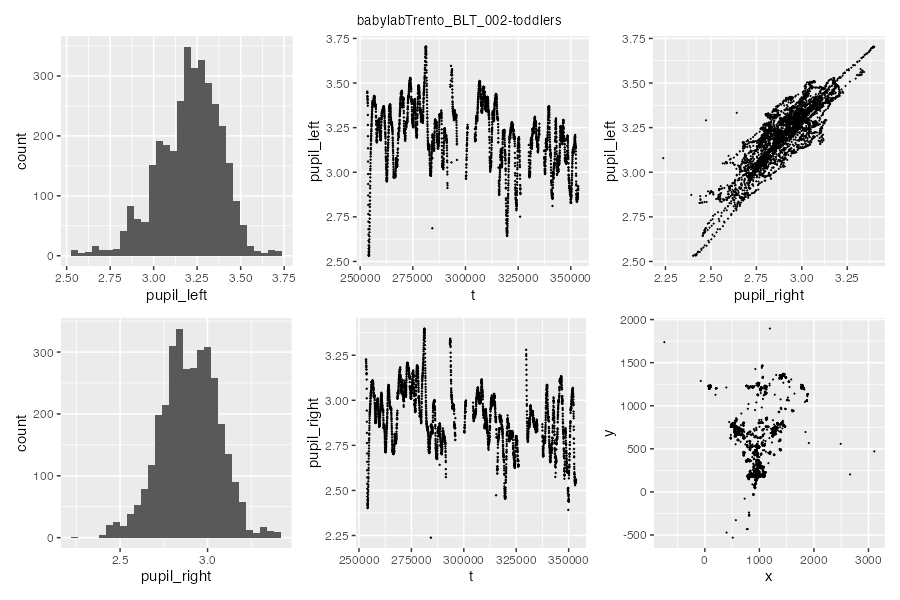 babylabTrento_BLT_002-toddlers
count
300
200
100
0
2.50 2.75 3.00 3.25 3.50 3.75
pupil_left
pupil_left
3.75
3.50
3.25
3.00
2.75
2.50
250000 275000 300000 325000 350000
t
pupil_left
3.75
3.50
3.25
3.00
2.75
2.50
2.25 2.50 2.75 3.00 3.25
pupil_right
count
300
200
100
0
2.5 3.0
pupil_right
pupil_right
3.25
3.00
2.75
2.50
2.25
250000 275000 300000 325000 350000
t
y
2000
1500
1000
500
0
-500
0 1000 2000 3000
x